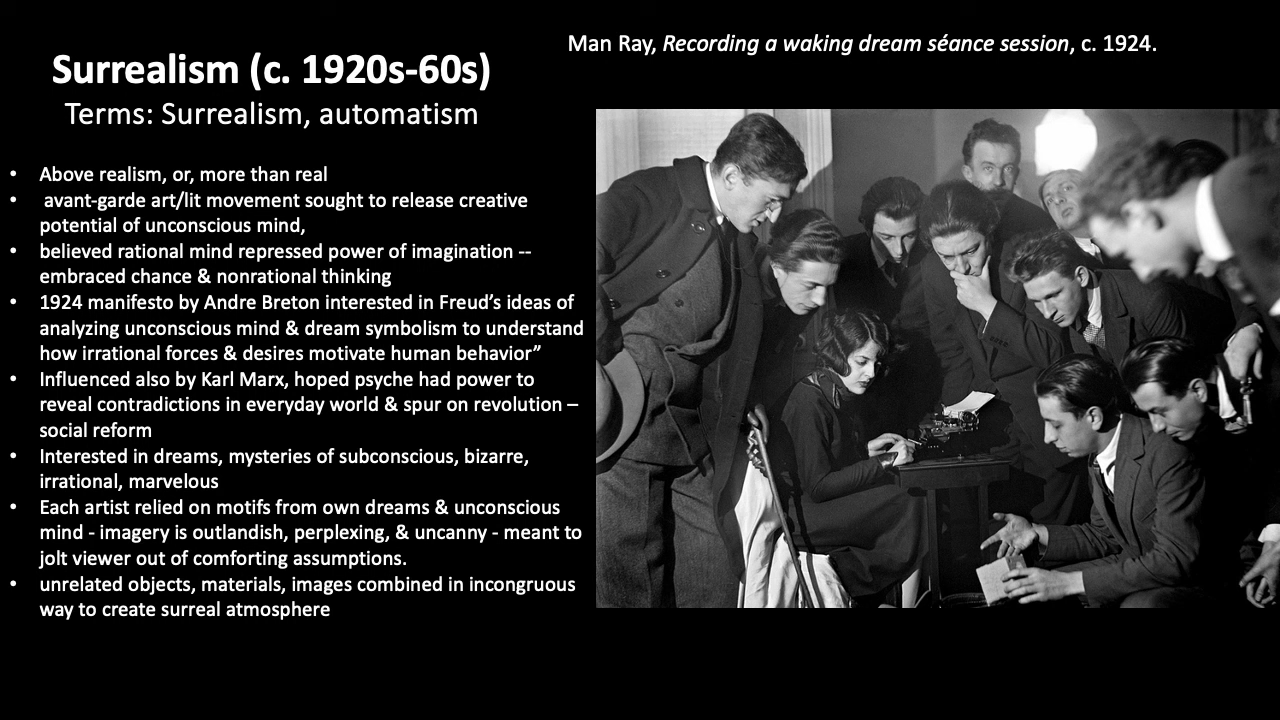 Surrealism (c. 1920s-60s)
Terms: Surrealism, automatism
• Above realism, or, more than real
• avant-garde art/lit movement sought to release creative
potential of unconscious mind,
• believed rational mind repressed power of imagination --
embraced chance & nonrational thinking
• 1924 manifesto by Andre Breton interested in Freud’s ideas of
analyzing unconscious mind & dream symbolism to understand
how irrational forces & desires motivate human behavior”
• Influenced also by Karl Marx, hoped psyche had power to
reveal contradictions in everyday world & spur on revolution –
social reform
• Interested in dreams, mysteries of subconscious, bizarre,
irrational, marvelous
• Each artist relied on motifs from own dreams & unconscious
mind - imagery is outlandish, perplexing, & uncanny - meant to
jolt viewer out of comforting assumptions.
• unrelated objects, materials, images combined in incongruous
way to create surreal atmosphere
Man Ray, Recording a waking dream séance session, c. 1924.